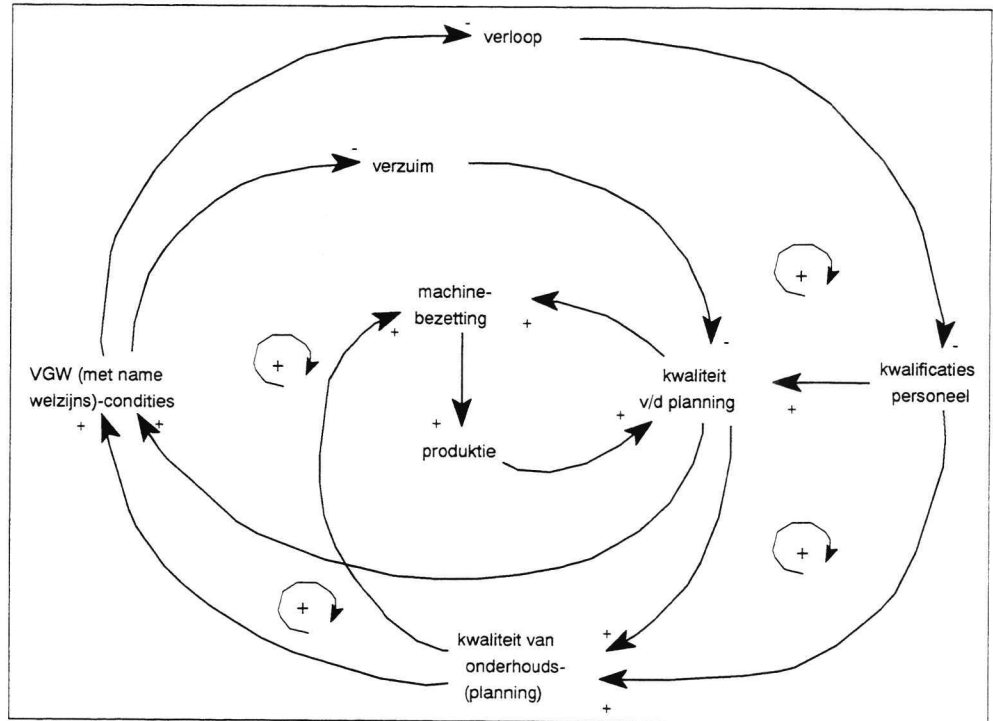 -
verloop
-
verzuim
+
machine-
bezetting
+
+
+
-
-
VGW (met name
welzijns)-condities
+
+
kwaliteit
v/d planning
kwalificaties
personeel
+
+
+
produktie
+
+
+
kwaliteit van
onderhouds-
(planning)
+
+